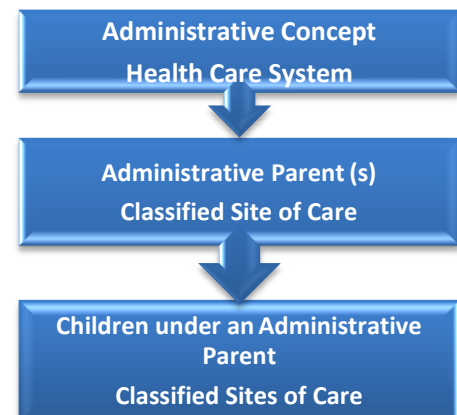 Administrative Concept
Health Care System
Administrative Parent (s)
Classified Site of Care
Children under an Administrative
Parent
Classified Sites of Care